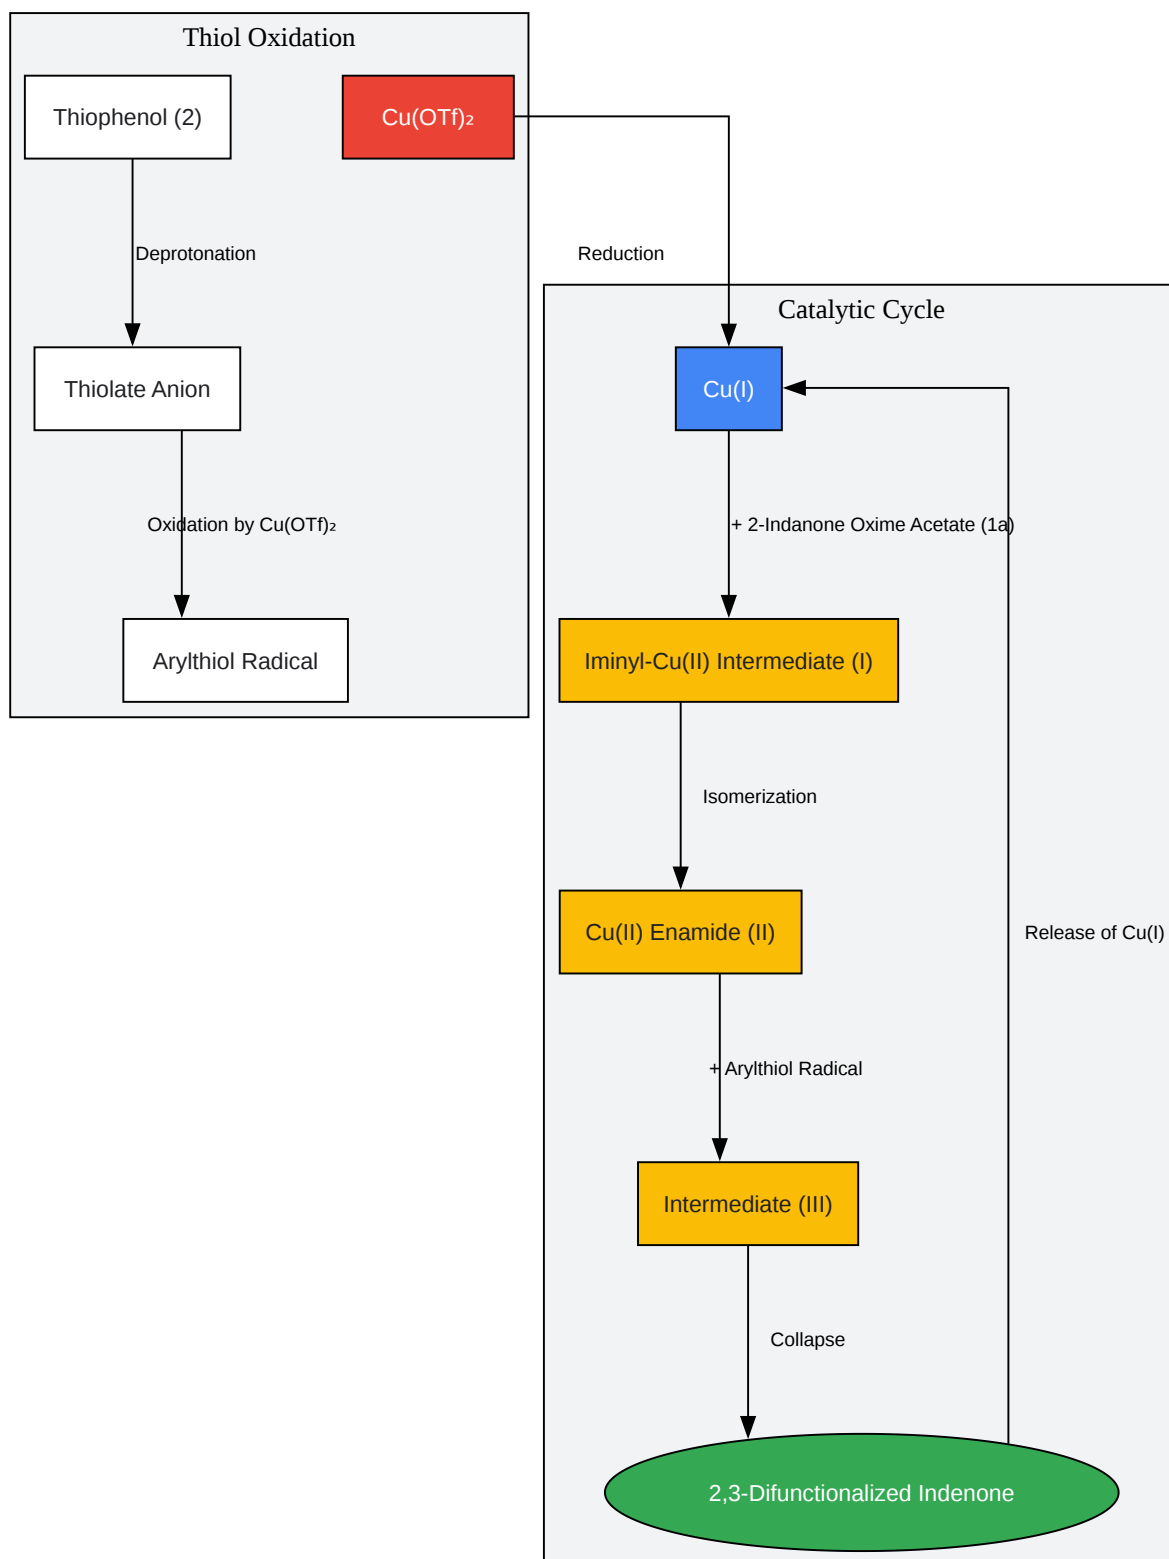 Thiol Oxidation
Thiophenol (2)
Cu(OTf)₂
Deprotonation
Reduction
Catalytic Cycle
Thiolate Anion
Cu(I)
Oxidation by Cu(OTf)₂
+ 2-Indanone Oxime Acetate (1a)
Arylthiol Radical
Iminyl-Cu(II) Intermediate (I)
Isomerization
Cu(II) Enamide (II)
Release of Cu(I)
+ Arylthiol Radical
Intermediate (III)
Collapse
2,3-Difunctionalized Indenone